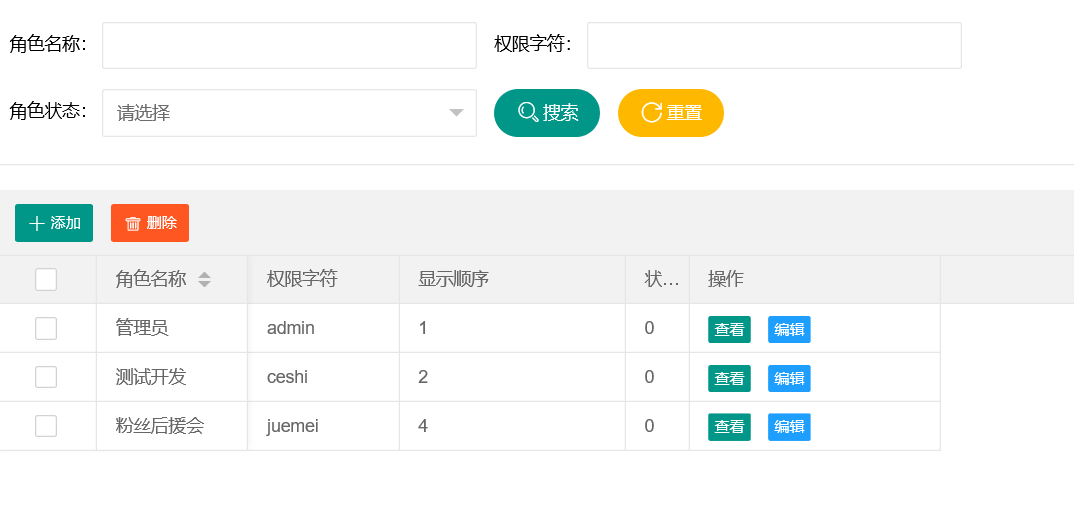 角色名称: 权限字符:
角色状态: 请选择 搜索 重置
添加 删除
角色名称 权限字符 显示顺序 状... 操作
管理员 admin 1 0 查看 编辑
测试开发 ceshi 2 0 查看 编辑
粉丝后援会 juemei 4 0 查看 编辑